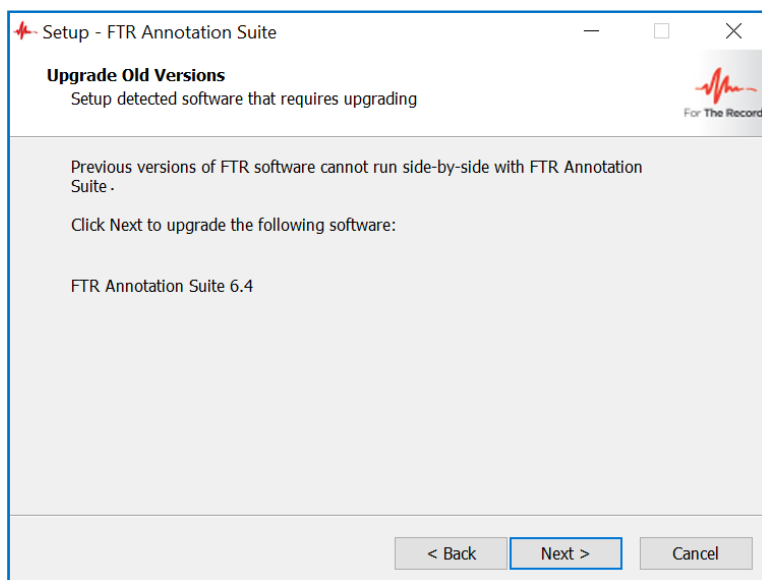 Setup - FTR Annotation Suite
Upgrade Old Versions
Setup detected software that requires upgrading
For The Record
Previous versions of FTR software cannot run side-by-side with FTR Annotation
Suite.
Click Next to upgrade the following software:
FTR Annotation Suite 6.4
< Back
Next >
Cancel